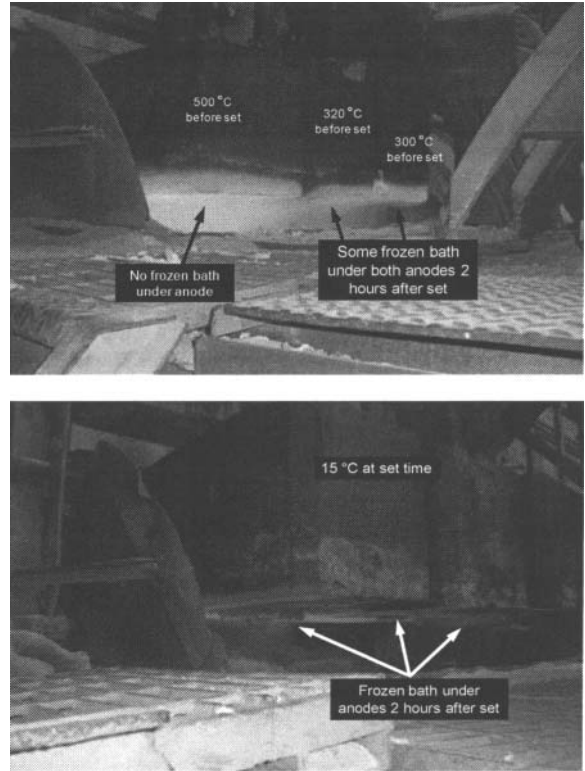 500 °C
before set
320 °C
before set
300 °C
before set
No frozen bath
under anode
Some frozen bath
under both anodes 2
hours after set
15 °C at set time
Frozen bath under
anodes 2 hours after set